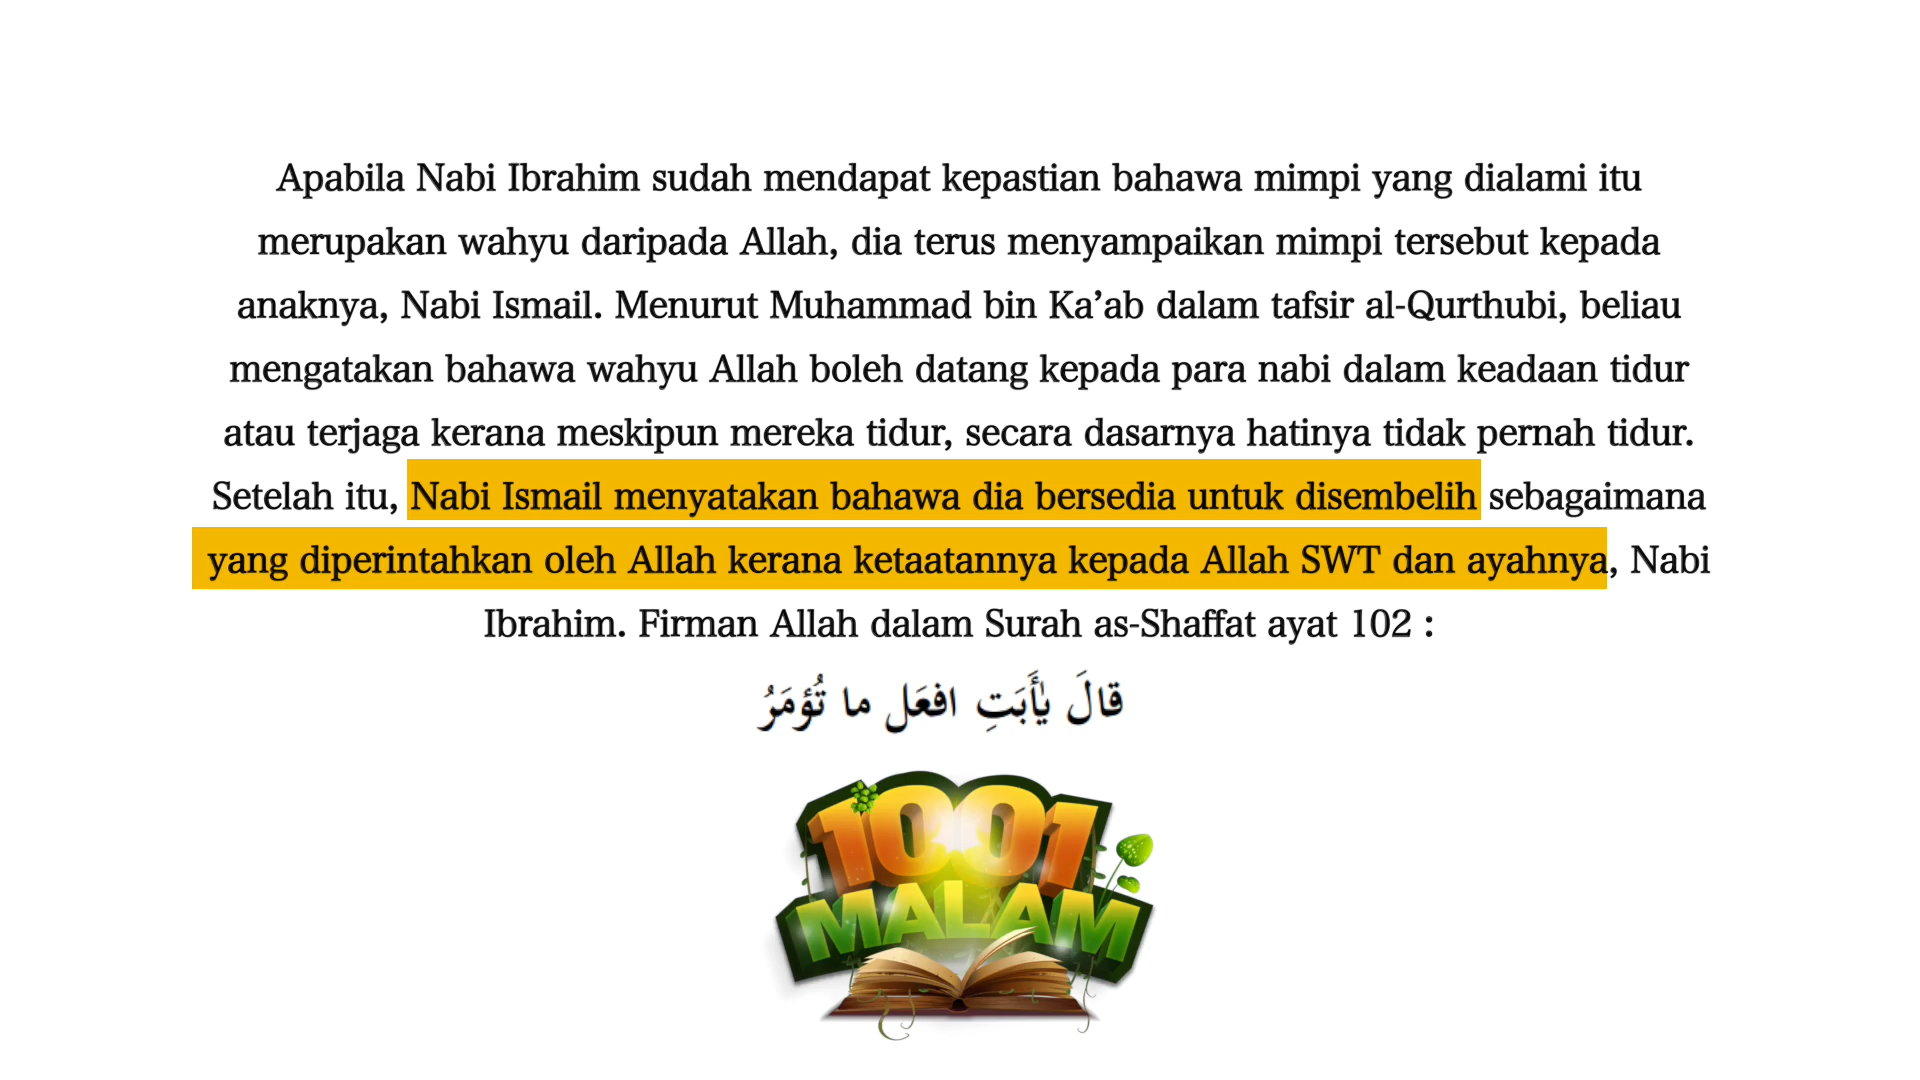 Apabila Nabi Ibrahim sudah mendapat kepastian bahawa mimpi yang dialami itu
merupakan wahyu daripada Allah, dia terus menyampaikan mimpi tersebut kepada
anaknya, Nabi Ismail. Menurut Muhammad bin Ka’ab dalam tafsir al-Qurthubi, beliau
mengatakan bahawa wahyu Allah boleh datang kepada para nabi dalam keadaan tidur
atau terjaga kerana meskipun mereka tidur, secara dasarnya hatinya tidak pernah tidur.
Setelah itu, Nabi Ismail menyatakan bahawa dia bersedia untuk disembelih sebagaimana
yang diperintahkan oleh Allah kerana ketaatannya kepada Allah SWT dan ayahnya, Nabi
Ibrahim. Firman Allah dalam Surah as-Shaffat ayat 102 :
قالَ يٰأَبَتِ افعَل ما تُؤمَرُ
1001
MALAM